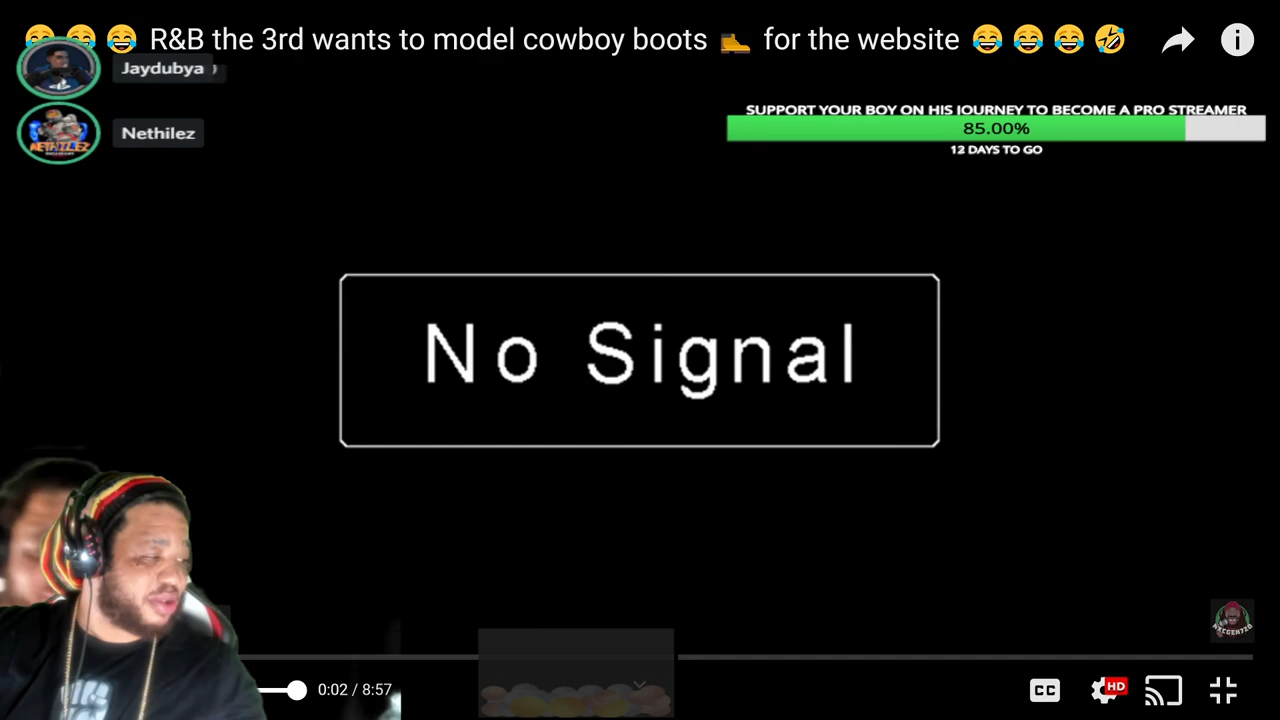 😂😂😂 R&B the 3rd wants to model cowboy boots 🥾 for the website 😂😂😂🤣
Jaydubya
Nethilez
SUPPORT YOUR BOY ON HIS JOURNEY TO BECOME A PRO STREAMER
85.00%
12 DAYS TO GO
No Signal
0:02 / 8:57
CC
HD